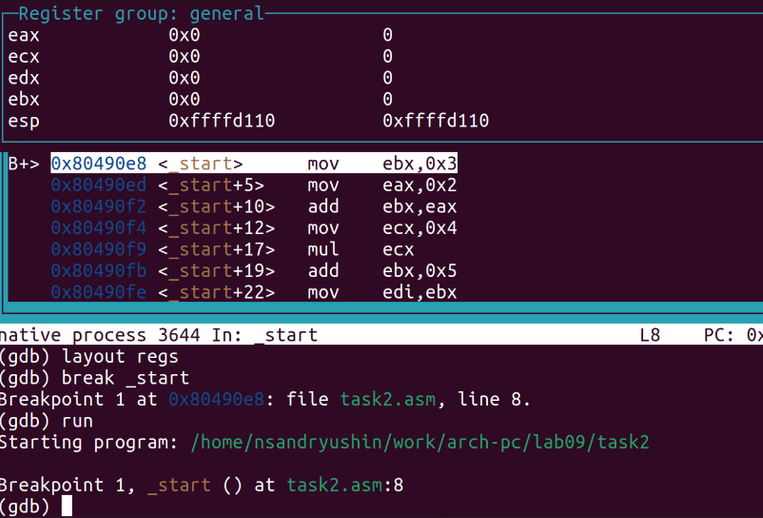 Register group: general
eax 0x0 0
ecx 0x0 0
edx 0x0 0
ebx 0x0 0
esp 0xffffd110 0xffffd110
B+> 0x80490e8 <_start> mov ebx,0x3
0x80490ed <_start+5> mov eax,0x2
0x80490f2 <_start+10> add ebx,eax
0x80490f4 <_start+12> mov ecx,0x4
0x80490f9 <_start+17> mul ecx
0x80490fb <_start+19> add ebx,0x5
0x80490fe <_start+22> mov edi,ebx
native process 3644 In: _start L8 PC: 0x
(gdb) layout regs
(gdb) break _start
Breakpoint 1 at 0x80490e8: file task2.asm, line 8.
(gdb) run
Starting program: /home/nsandryushin/work/arch-pc/lab09/task2
Breakpoint 1, _start () at task2.asm:8
(gdb)